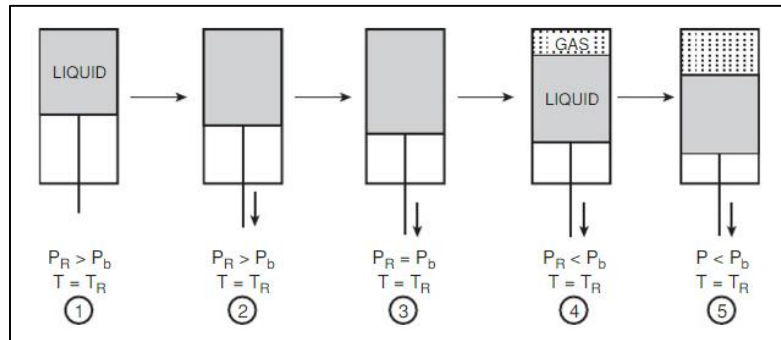 LIQUID
GAS
LIQUID
P_R > P_b
T = T_R
1
P_R > P_b
T = T_R
2
P_R = P_b
T = T_R
3
P_R < P_b
T = T_R
4
P < P_b
T = T_R
5